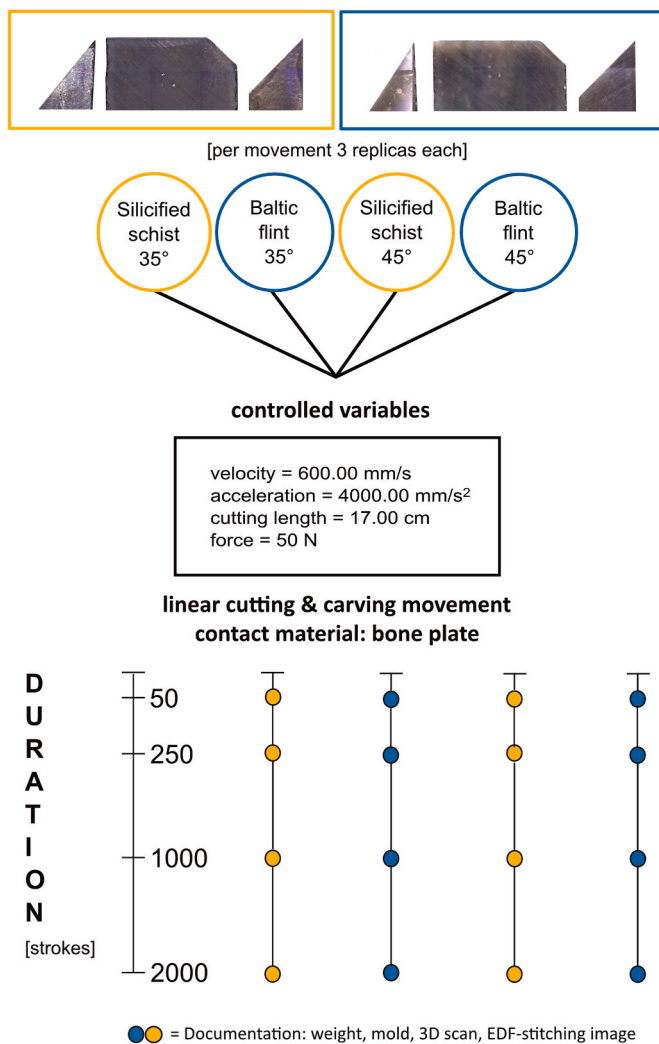 [per movement 3 replicas each]
Silicified
schist
35°
Baltic
flint
35°
Silicified
schist
45°
Baltic
flint
45°
controlled variables
velocity = 600.00 mm/s
acceleration = 4000.00 mm/s²
cutting length = 17.00 cm
force = 50 N
linear cutting & carving movement
contact material: bone plate
DURATION
[strokes]
50
250
1000
2000
= Documentation: weight, mold, 3D scan, EDF-stitching image